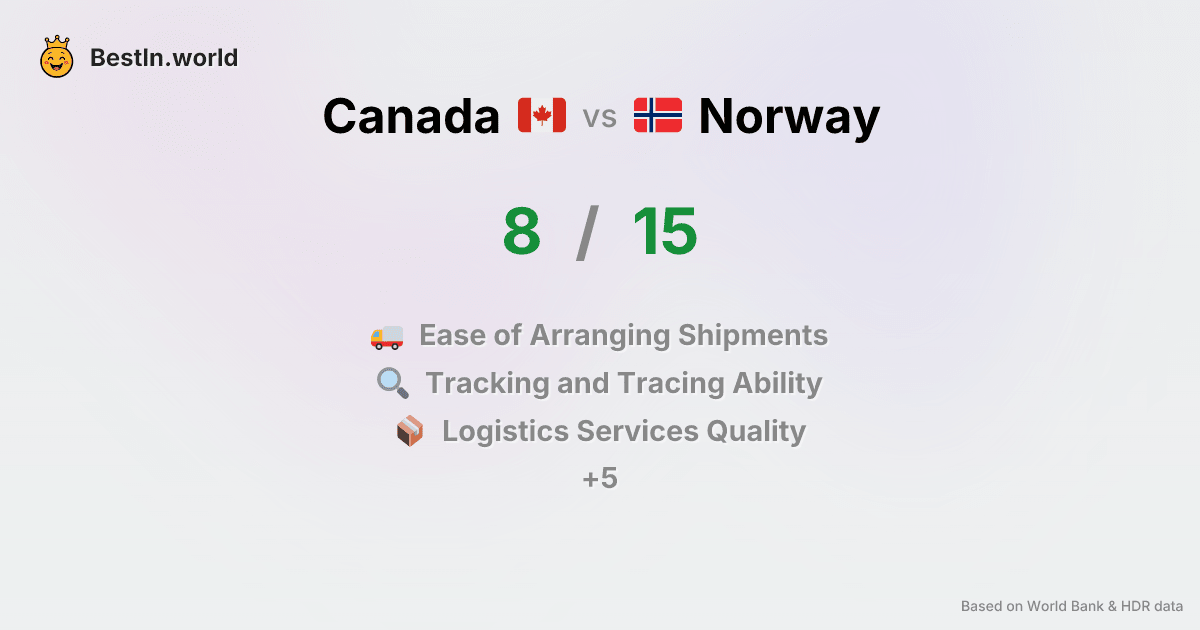 BestIn.world
Canada vs Norway
8 / 15
Ease of Arranging Shipments
Tracking and Tracing Ability
Logistics Services Quality
+5
Based on World Bank & HDR data